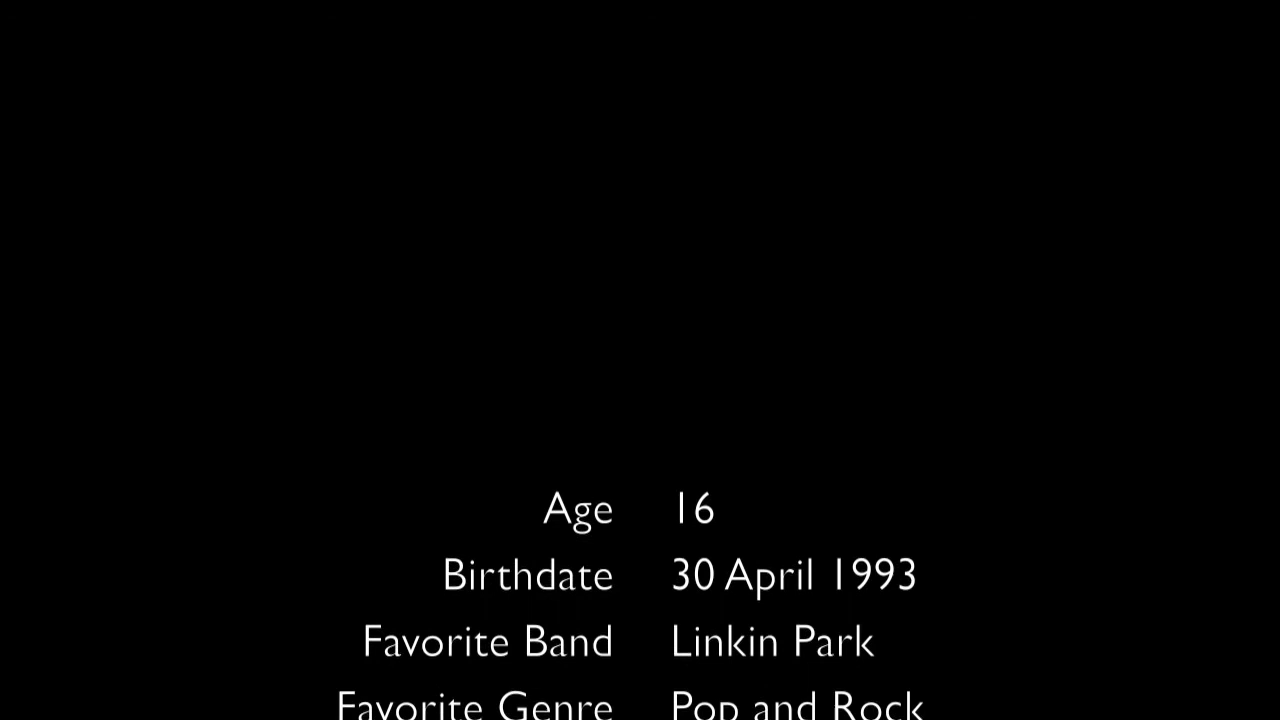 Age 16
Birthdate 30 April 1993
Favorite Band Linkin Park
Favorite Genre Pop and Rock